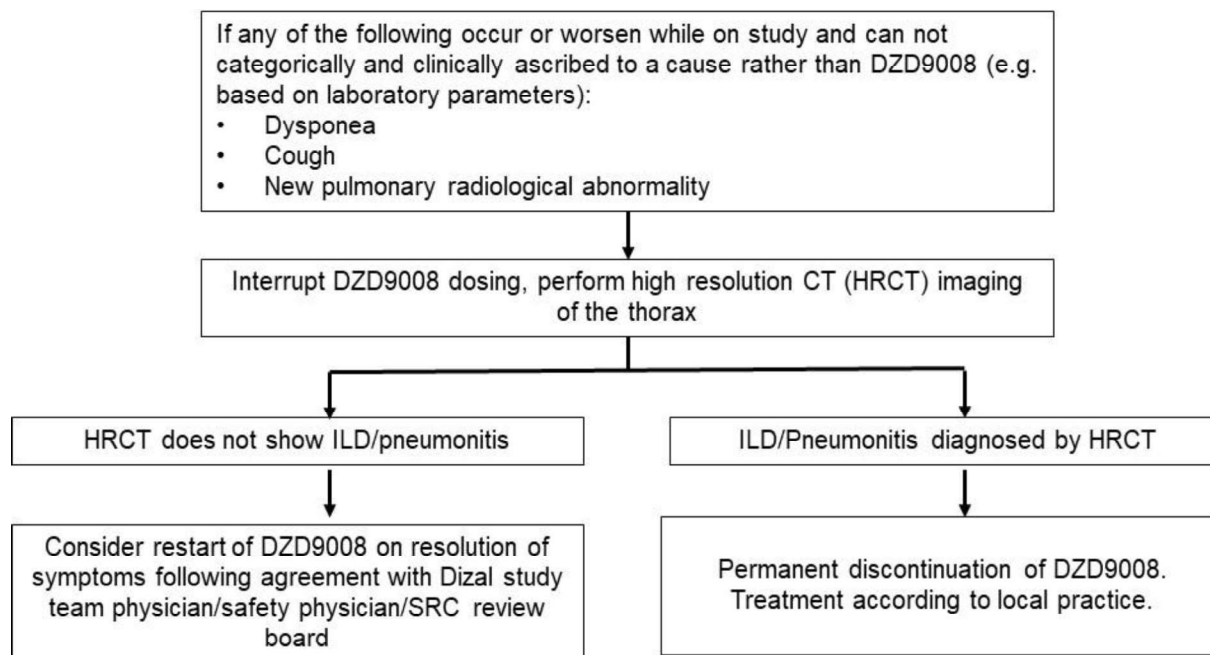 If any of the following occur or worsen while on study and can not
categorically and clinically ascribed to a cause rather than DZD9008 (e.g.
based on laboratory parameters):
• Dysponea
• Cough
• New pulmonary radiological abnormality
Interrupt DZD9008 dosing, perform high resolution CT (HRCT) imaging
of the thorax
HRCT does not show ILD/pneumonitis
ILD/Pneumonitis diagnosed by HRCT
Consider restart of DZD9008 on resolution of
symptoms following agreement with Dizal study
team physician/safety physician/SRC review
board
Permanent discontinuation of DZD9008.
Treatment according to local practice.